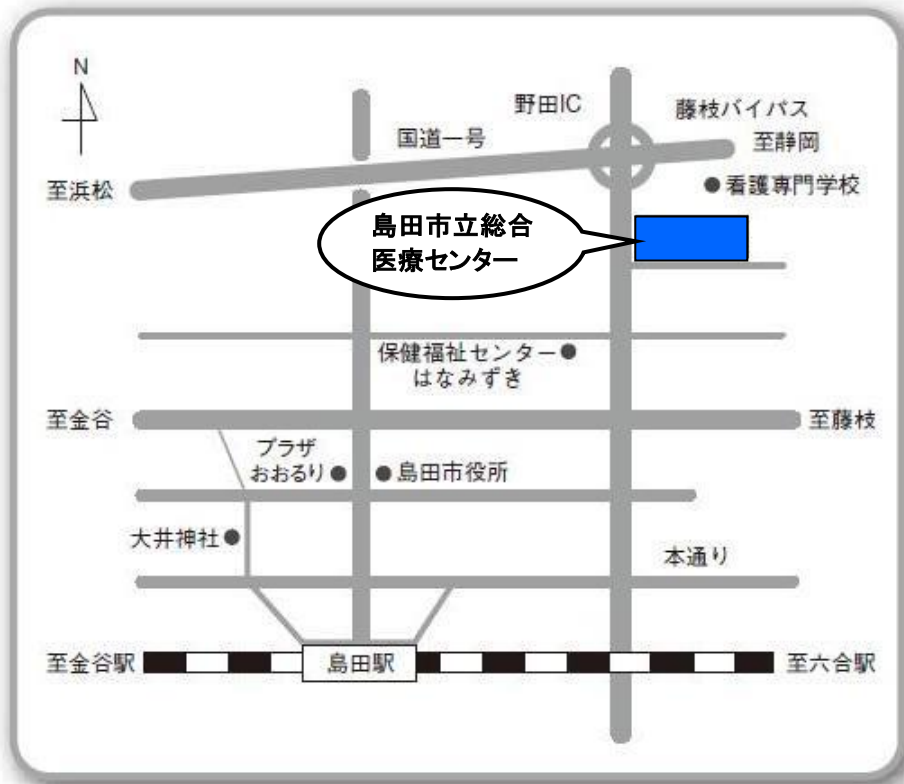 N
野田IC
藤枝バイパス
国道一号
至静岡
至浜松
看護専門学校
島田市立総合
医療センター
保健福祉センター
はなみずき
至金谷
至藤枝
プラザ
おおるり
島田市役所
大井神社
本通り
至金谷駅
島田駅
至六合駅